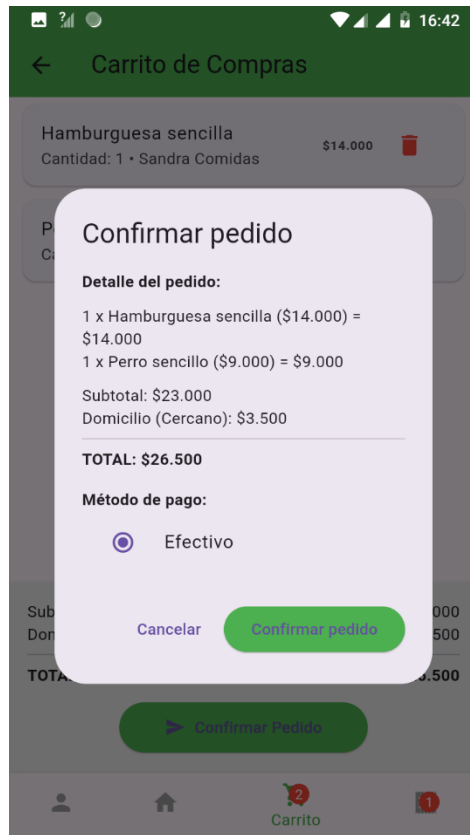 16:42
Carrito de Compras
Hamburguesa sencilla
Cantidad: 1 • Sandra Comidas
$14.000
Confirmar pedido
Detalle del pedido:
1 x Hamburguesa sencilla ($14.000) =
$14.000
1 x Perro sencillo ($9.000) = $9.000
Subtotal: $23.000
Domicilio (Cercano): $3.500
TOTAL: $26.500
Método de pago:
Efectivo
Cancelar
Confirmar pedido
Confirmar Pedido
2
1
Carrito